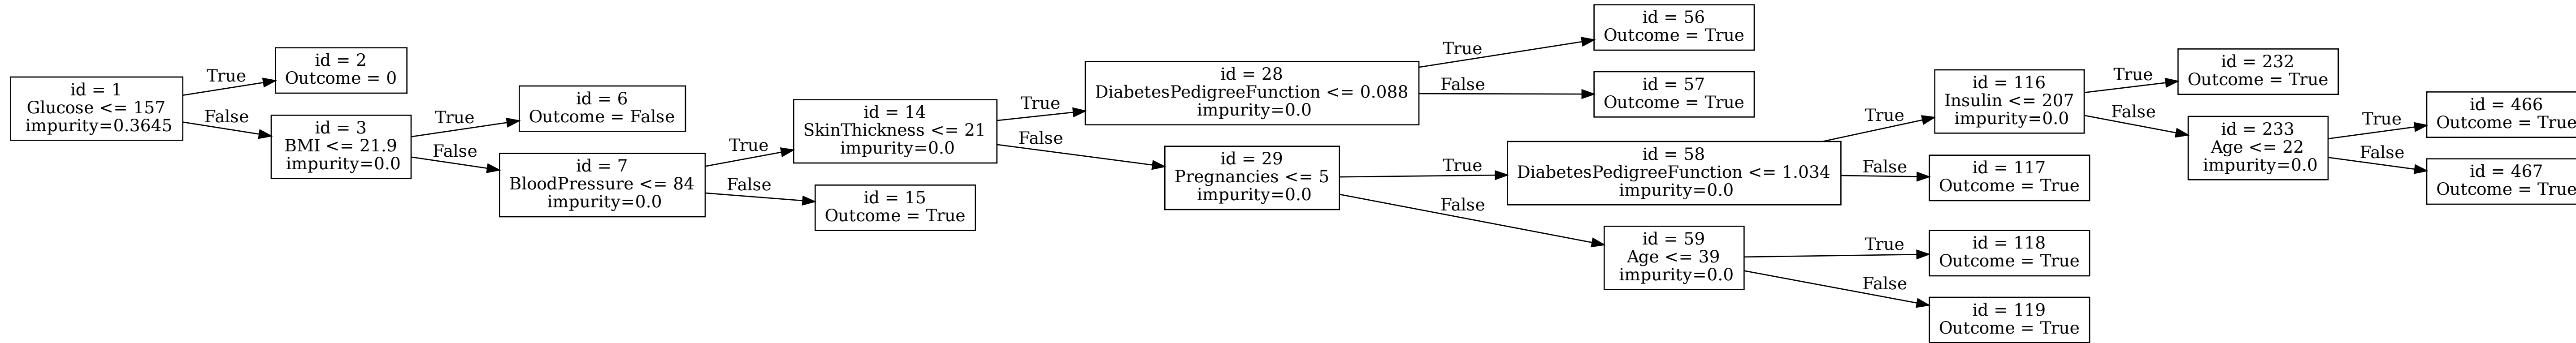 id = 1
Glucose <= 157
impurity=0.3645
True
False
id = 2
Outcome = 0
id = 3
BMI <= 21.9
impurity=0.0
True
False
id = 6
Outcome = False
id = 7
BloodPressure <= 84
impurity=0.0
True
False
id = 14
SkinThickness <= 21
impurity=0.0
id = 15
Outcome = True
True
False
id = 28
DiabetesPedigreeFunction <= 0.088
impurity=0.0
True
False
id = 56
Outcome = True
id = 57
Outcome = True
id = 29
Pregnancies <= 5
impurity=0.0
True
False
id = 58
DiabetesPedigreeFunction <= 1.034
impurity=0.0
True
False
id = 59
Age <= 39
impurity=0.0
True
False
id = 116
Insulin <= 207
impurity=0.0
True
False
id = 117
Outcome = True
id = 118
Outcome = True
id = 119
Outcome = True
id = 232
Outcome = True
id = 233
Age <= 22
impurity=0.0
True
False
id = 466
Outcome = True
id = 467
Outcome = True